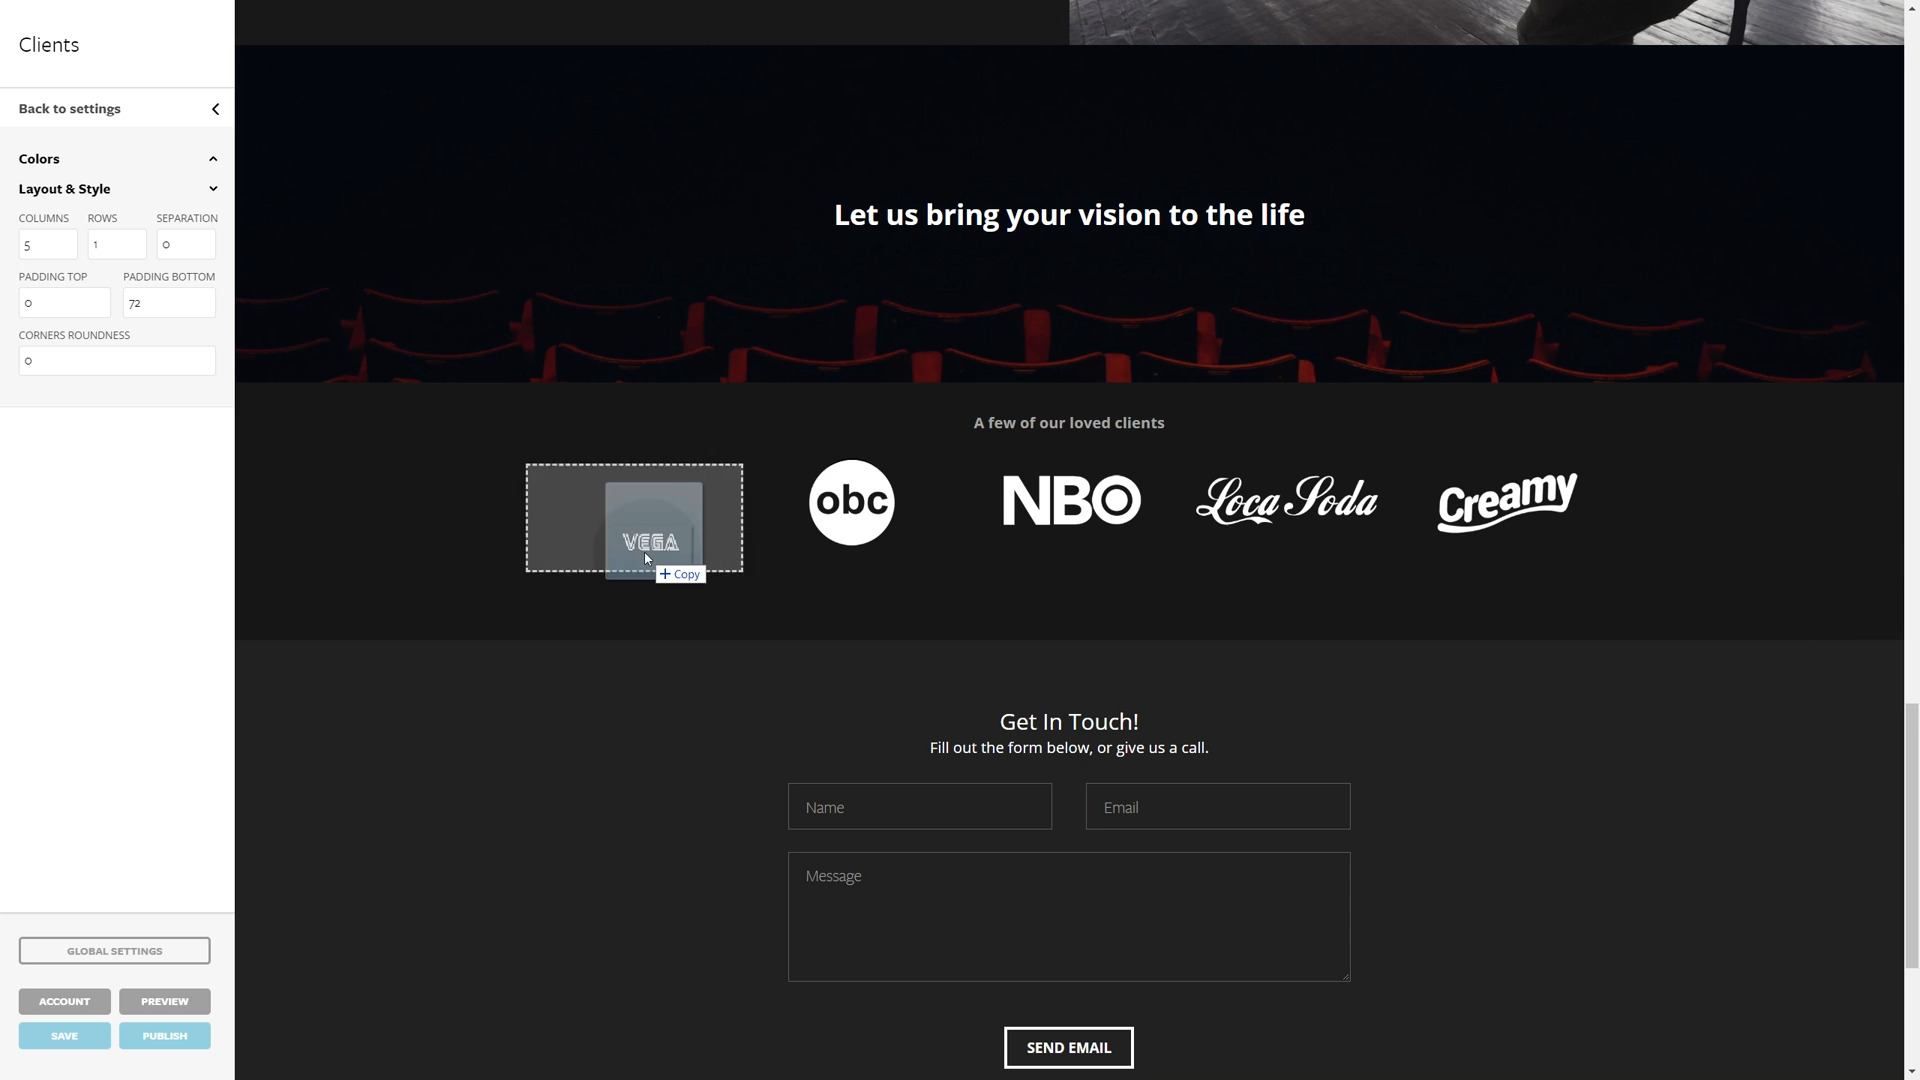 Clients
Back to settings
Colors
Layout & Style
COLUMNS ROWS SEPARATION
5 1 0
PADDING TOP PADDING BOTTOM
0 72
CORNERS ROUNDNESS
0
GLOBAL SETTINGS
ACCOUNT PREVIEW
SAVE PUBLISH
Let us bring your vision to the life
A few of our loved clients
VEGA obc NBO Loca Soda Creamy
+ Copy
Get In Touch!
Fill out the form below, or give us a call.
Name Email
Message
SEND EMAIL